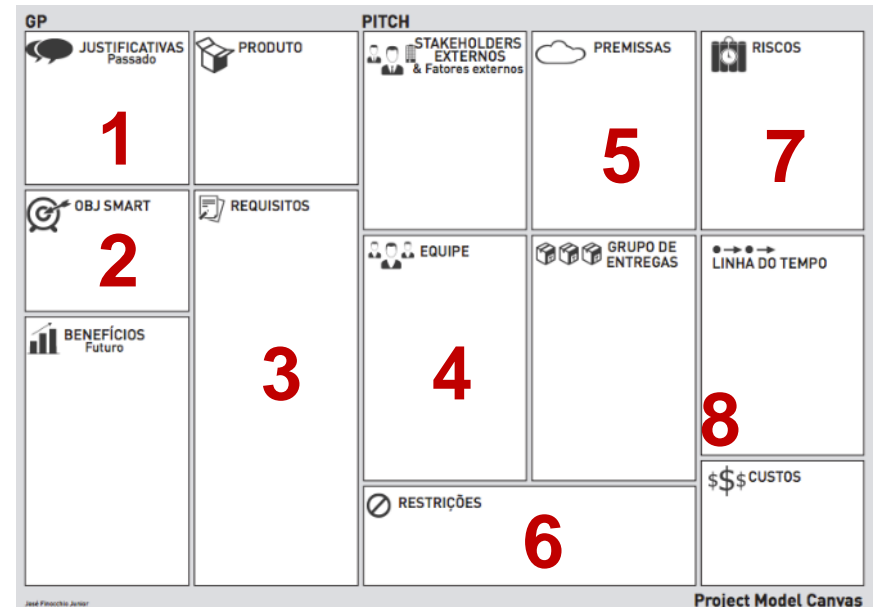 GP
PITCH
JUSTIFICATIVAS
Passado
1
PRODUTO
STAKEHOLDERS
EXTERNOS
& Fatores externos
PREMISSAS
5
RISCOS
7
OBJ SMART
2
REQUISITOS
3
EQUIPE
4
GRUPO DE
ENTREGAS
LINHA DO TEMPO
8
BENEFÍCIOS
Futuro
RESTRIÇÕES
6
$$$ CUSTOS
José Finocchio Junior
Project Model Canvas